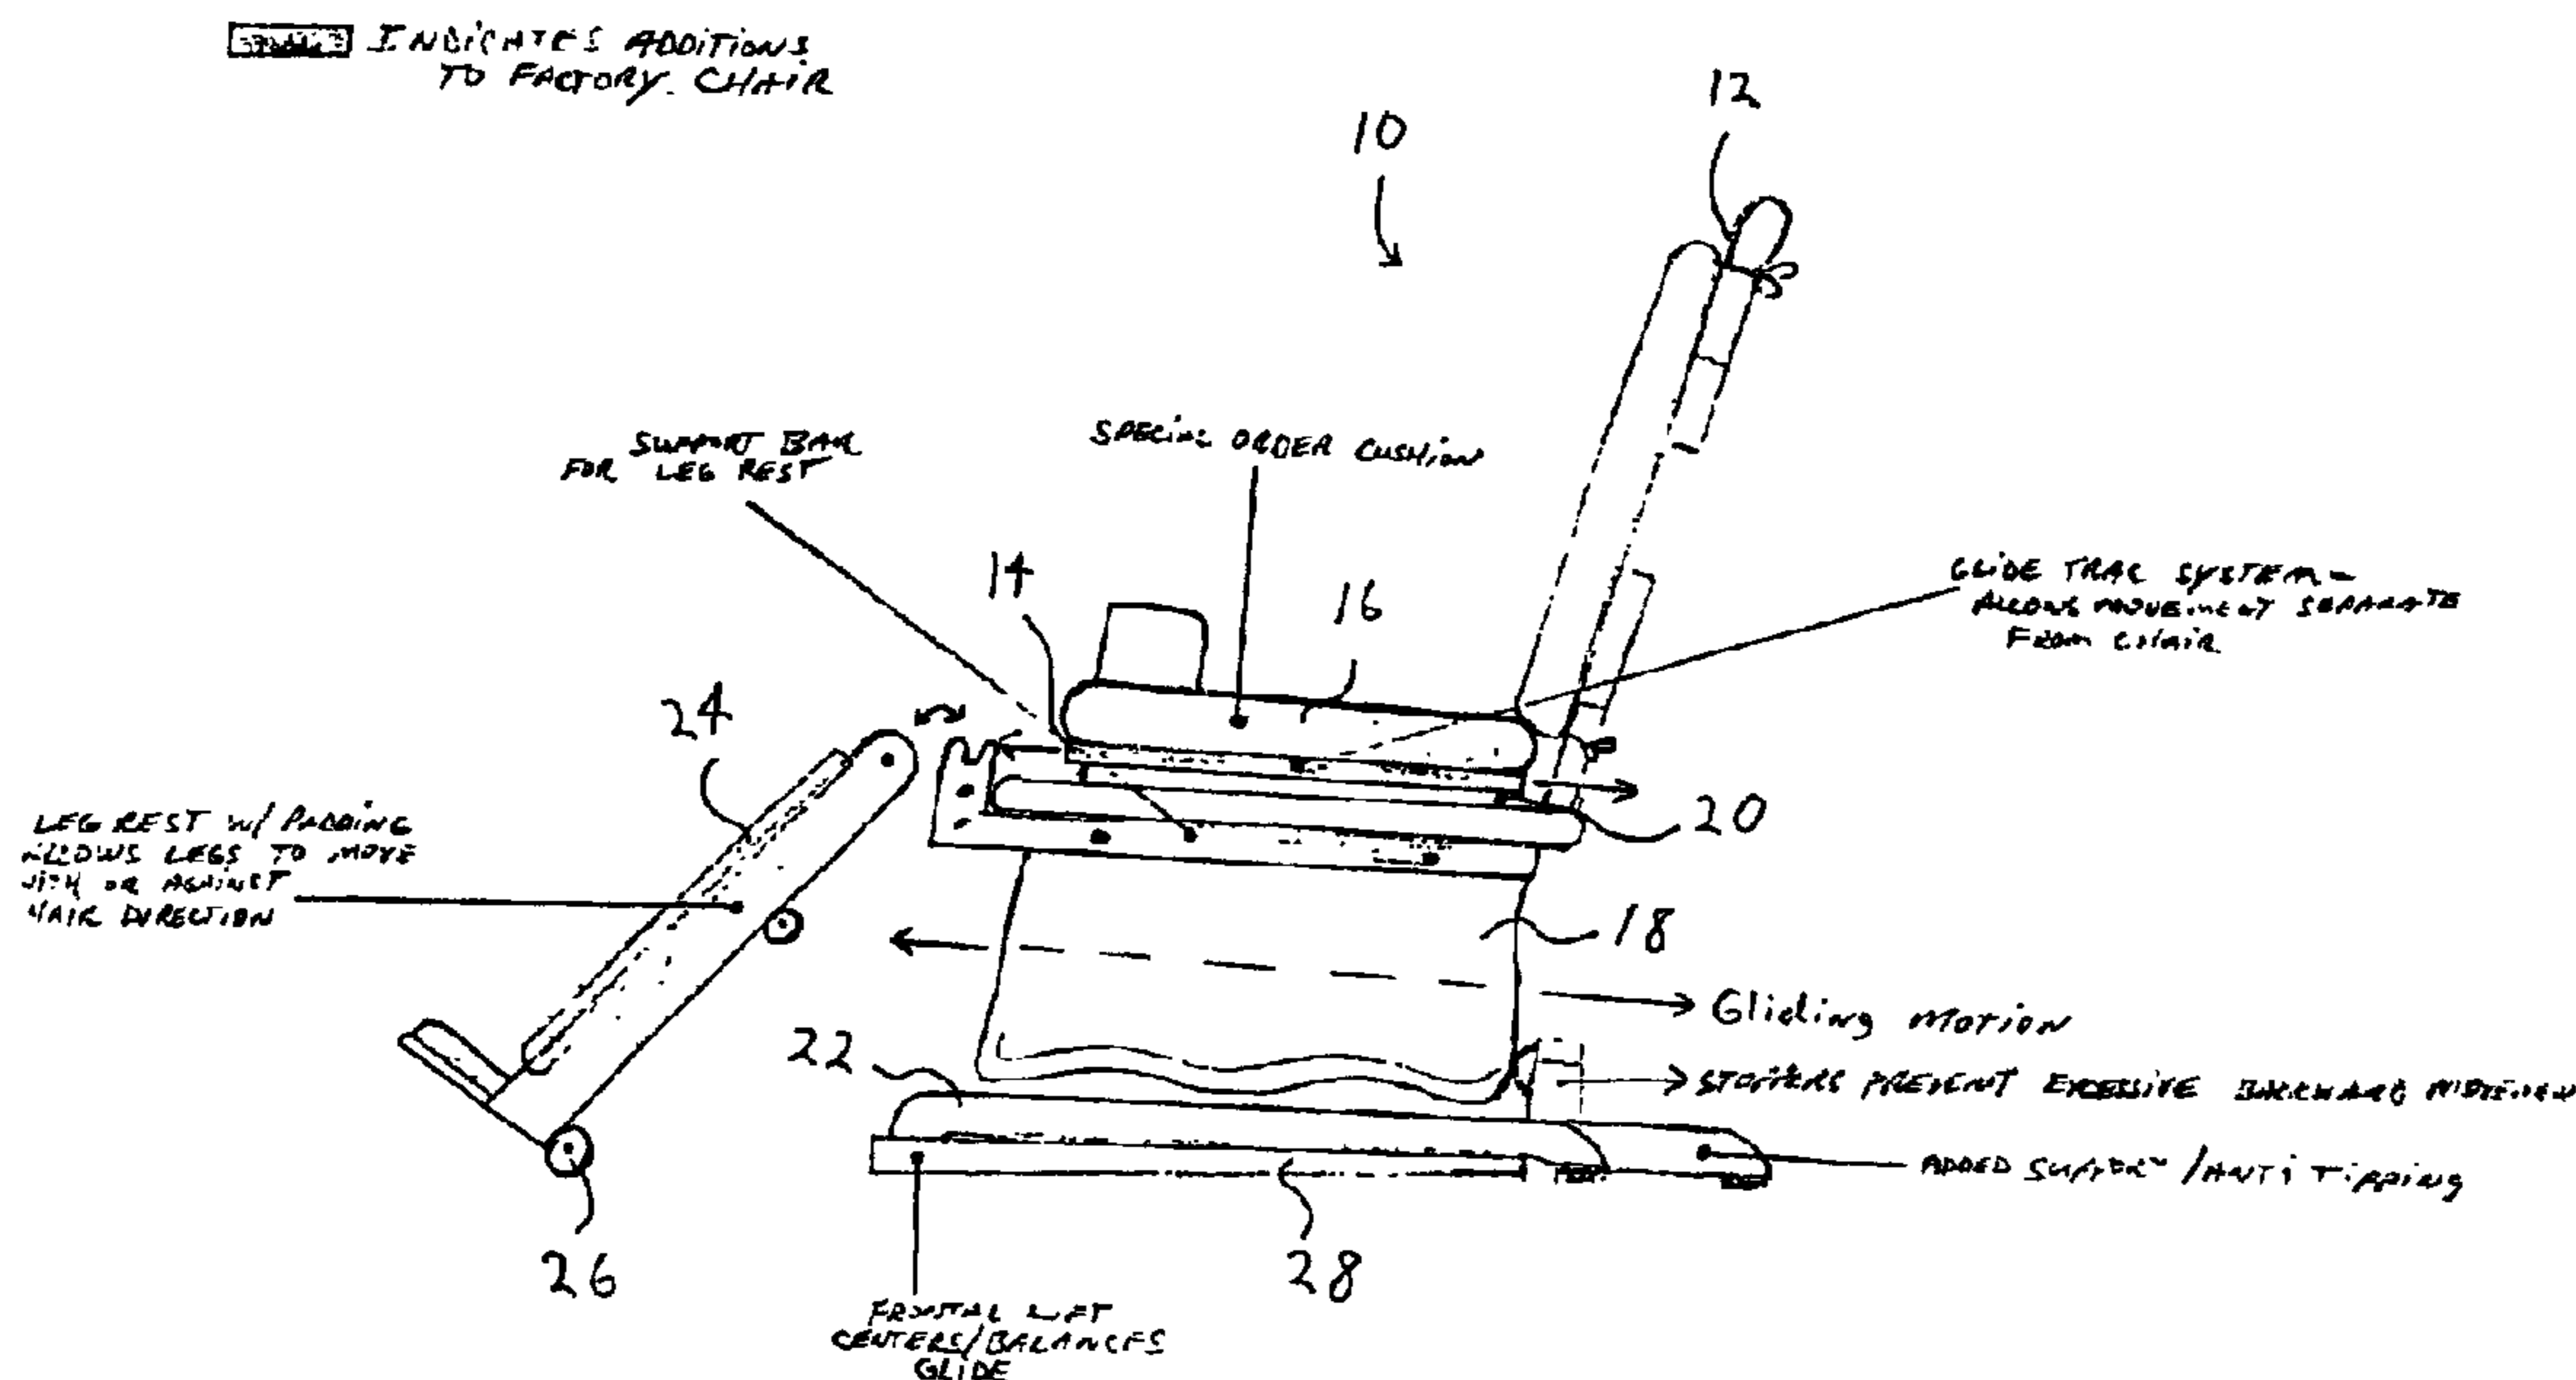 INDICATES ADDITIONS
TO FACTORY CHAIR
12
10
SUPPORT BAR
FOR LEG REST
SPECIAL ORDER CUSHION
14
16
GLIDE TRAC SYSTEM-
ALLOWS MOVEMENT SEPARATE
FROM CHAIR
24
20
LEG REST W/ PADDING
ALLOWS LEGS TO MOVE
WITH OR AGAINST
HAIR DIRECTION
18
Gliding MOTION
22
STOPPERS PREVENT EXCESSIVE BACKWARD
ADDED SUPPORT/ANTI TIPPING
26
28
FRONTAL LIFT
CENTERS/BALANCES
GLIDE